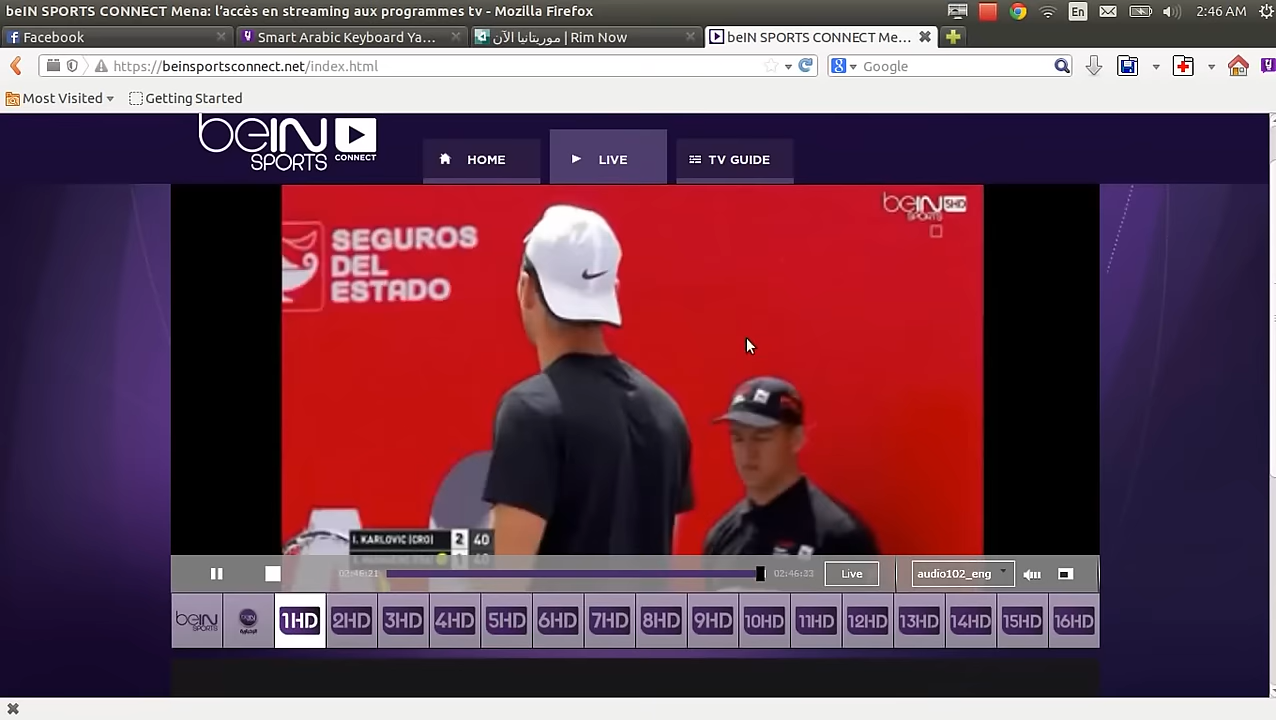 beIN SPORTS CONNECT Mena: l'accès en streaming aux programmes tv - Mozilla Firefox
En
2:46 AM
Facebook
Smart Arabic Keyboard Ya...
موريتانيا الآن | Rim Now
beIN SPORTS CONNECT Me...
https://beinsportsconnect.net/index.html
Google
Most Visited
Getting Started
beIN
SPORTS
CONNECT
HOME
LIVE
TV GUIDE
beIN
SPORTS
5HD
SEGUROS
DEL
ESTADO
I. KARLOVIC (CRO) 2 40
02:46:21
02:46:33
Live
audio102_eng
beIN
SPORTS
1HD
2HD
3HD
4HD
5HD
6HD
7HD
8HD
9HD
10HD
11HD
12HD
13HD
14HD
15HD
16HD